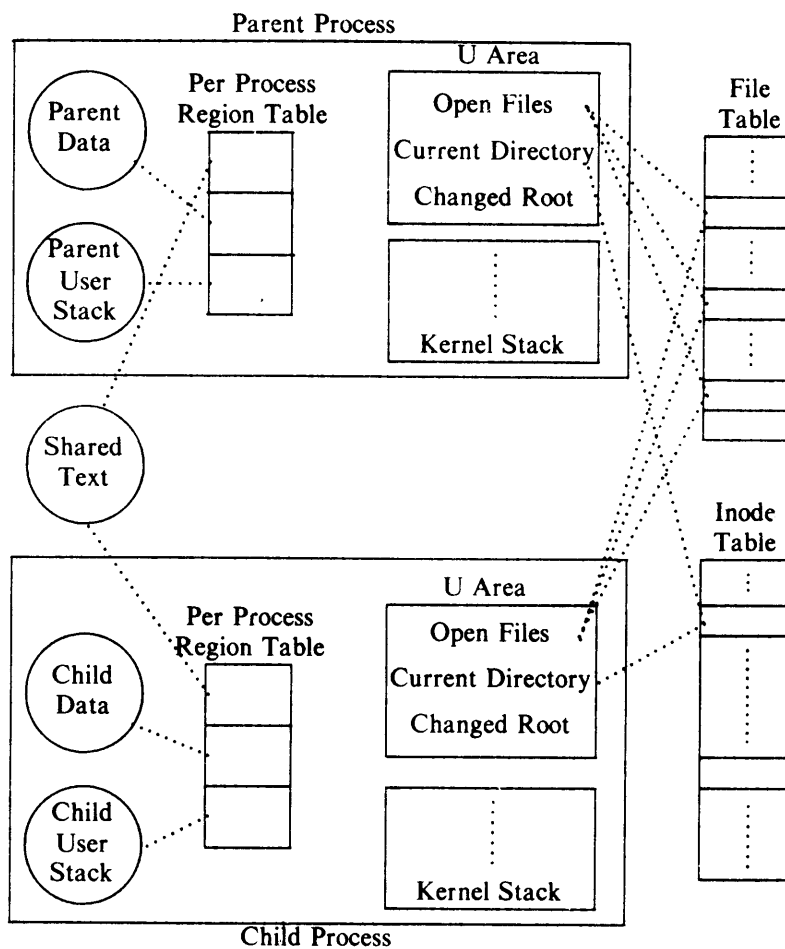 Parent Process
U Area
Per Process
Region Table
Parent
Data
Open Files
Current Directory
Changed Root
File
Table
Parent
User
Stack
Kernel Stack
Shared
Text
Inode
Table
U Area
Per Process
Region Table
Open Files
Current Directory
Changed Root
Child
Data
Child
User
Stack
Kernel Stack
Child Process